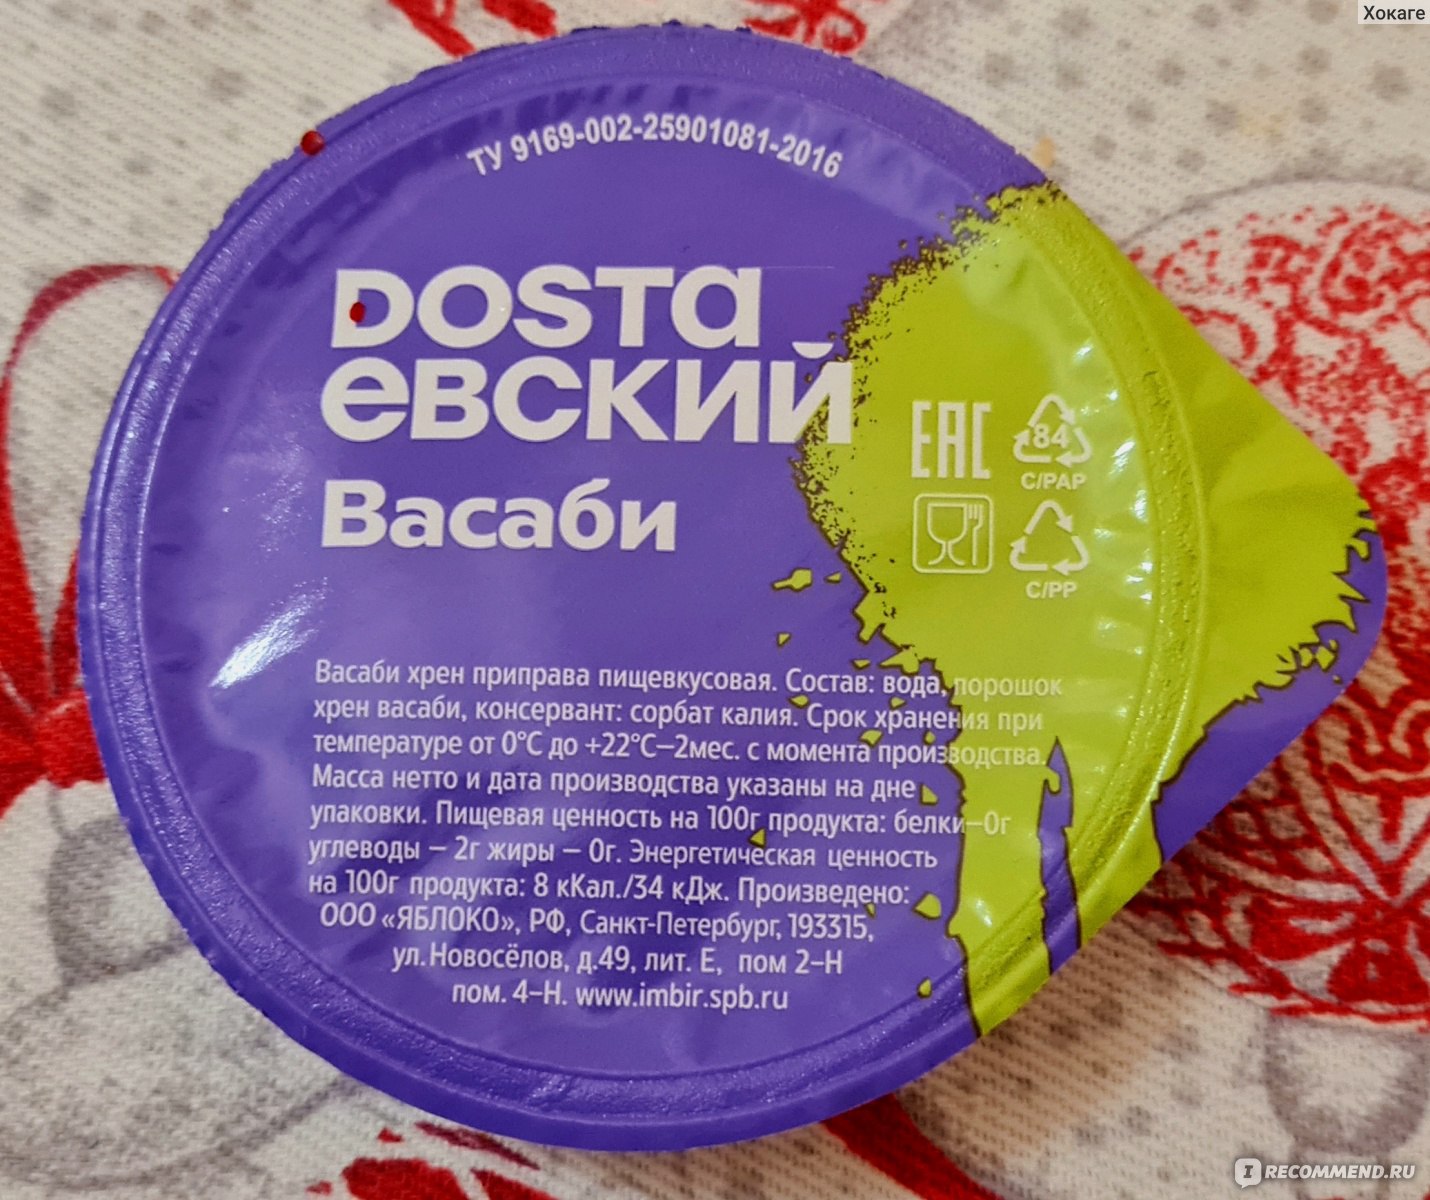 Хокаге
ТУ 9169-002-25901081-2016
DOSTа
евский
Васаби
EAC
84
C/PAP
C/PP
Васаби хрен приправа пищевкусовая. Состав: вода, порошок
хрен васаби, консервант: сорбат калия. Срок хранения при
температуре от 0°С до +22°С–2мес. с момента производства.
Масса нетто и дата производства указаны на дне
упаковки. Пищевая ценность на 100г продукта: белки–0г
углеводы – 2г жиры – 0г. Энергетическая ценность
на 100г продукта: 8 кКал./34 кДж. Произведено:
ООО «ЯБЛОКО», РФ, Санкт-Петербург, 193315,
ул. Новосёлов, д.49, лит. Е, пом 2–Н
пом. 4–Н. www.imbir.spb.ru
IRECOMMEND.RU